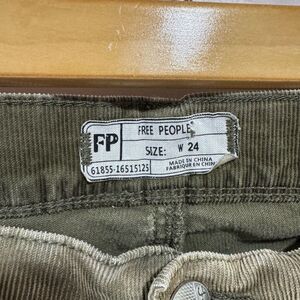 FP
FREE PEOPLE®
SIZE: W 24
61855-16515125
MADE IN CHINA
FABRIQUÉ EN CHINE